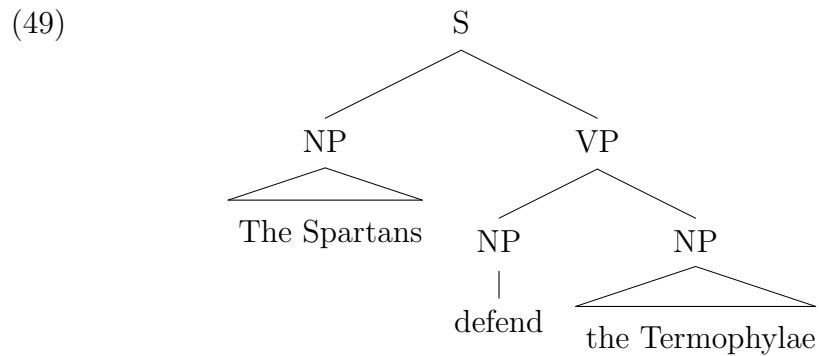 (49) S
NP VP
The Spartans NP NP
defend the Termophylae